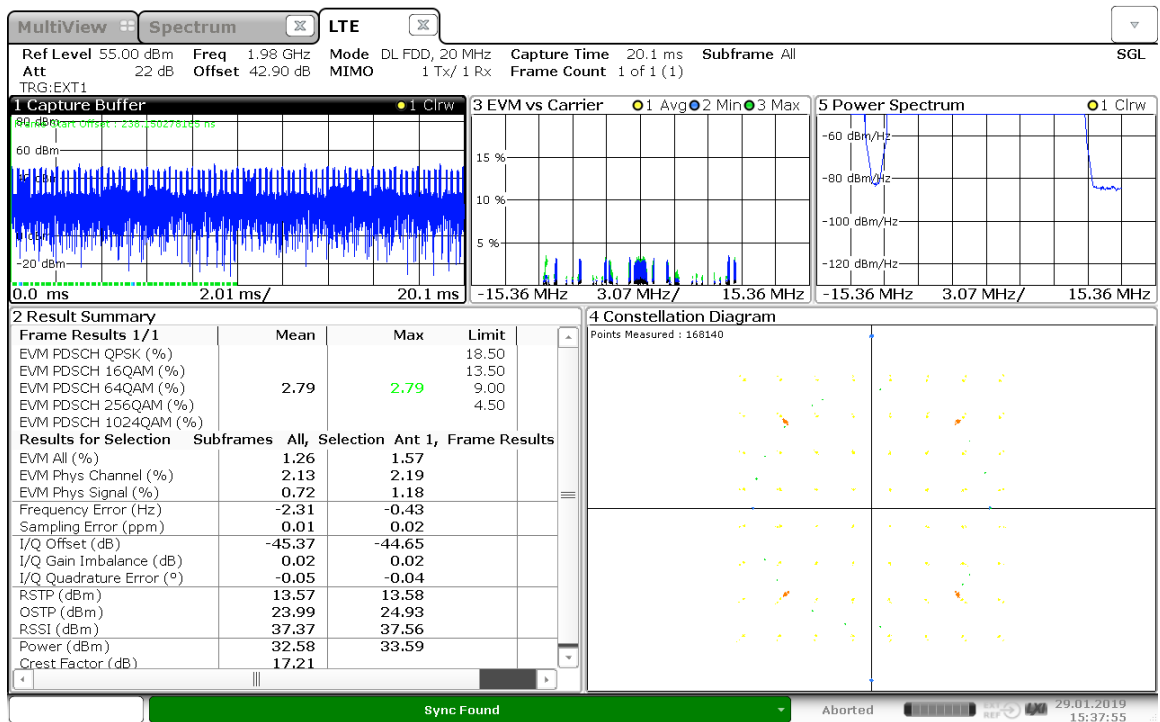 MultiView Spectrum X LTE X
Ref Level 55.00 dBm Freq 1.98 GHz Mode DL FDD, 20 MHz Capture Time 20.1 ms Subframe All SGL
Att 22 dB Offset 42.90 dB MIMO 1 Tx/ 1 Rx Frame Count 1 of 1 (1)
TRG:EXT1
1 Capture Buffer 1 Clrw
80 dBm
60 dBm
-20 dBm
0.0 ms 2.01 ms/ 20.1 ms
3 EVM vs Carrier 1 Avg 2 Min 3 Max
15 %
10 %
5 %
-15.36 MHz 3.07 MHz/ 15.36 MHz
5 Power Spectrum 1 Clrw
-60 dBm/Hz
-80 dBm/Hz
-100 dBm/Hz
-120 dBm/Hz
-15.36 MHz 3.07 MHz/ 15.36 MHz
2 Result Summary
Frame Results 1/1 Mean Max Limit
EVM PDSCH QPSK (%) 18.50
EVM PDSCH 16QAM (%) 13.50
EVM PDSCH 64QAM (%) 2.79 2.79 9.00
EVM PDSCH 256QAM (%) 4.50
EVM PDSCH 1024QAM (%)
Results for Selection Subframes All, Selection Ant 1, Frame Results
EVM All (%) 1.26 1.57
EVM Phys Channel (%) 2.13 2.19
EVM Phys Signal (%) 0.72 1.18
Frequency Error (Hz) -2.31 -0.43
Sampling Error (ppm) 0.01 0.02
I/Q Offset (dB) -45.37 -44.65
I/Q Gain Imbalance (dB) 0.02 0.02
I/Q Quadrature Error (°) -0.05 -0.04
RSTP (dBm) 13.57 13.58
OSTP (dBm) 23.99 24.93
RSSI (dBm) 37.37 37.56
Power (dBm) 32.58 33.59
Crest Factor (dB) 17.21
4 Constellation Diagram
Points Measured : 168140
Sync Found
Aborted
EXT
REF
LXI
29.01.2019
15:37:55